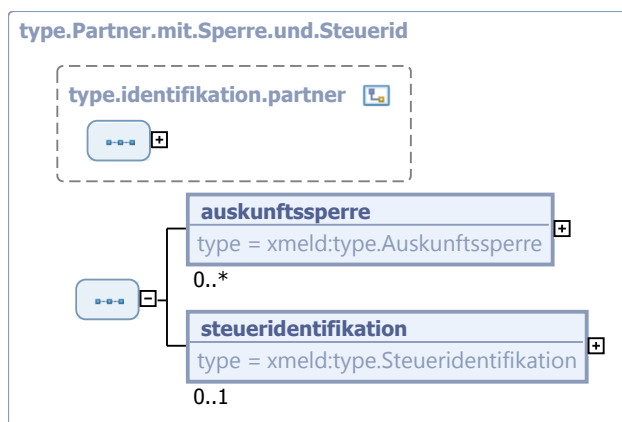 type.Partner.mit.Sperre.und.Steuerid
type.identifikation.partner
auskunftssperre
type = xmeld:type.Auskunftssperre
0..*
steueridentifikation
type = xmeld:type.Steueridentifikation
0..1